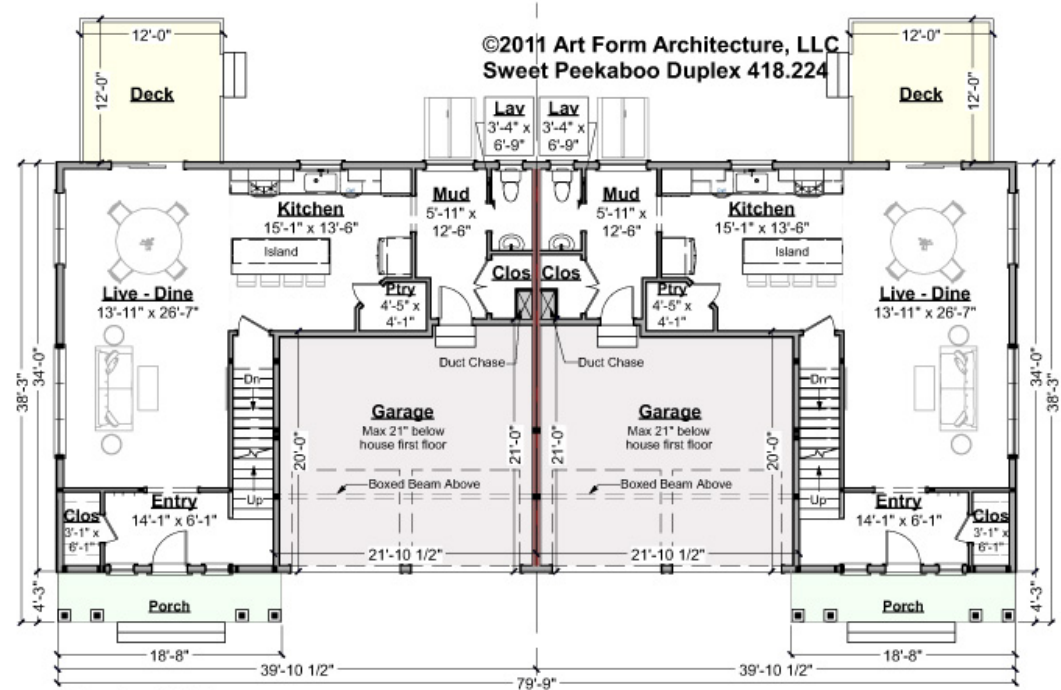 ©2011 Art Form Architecture, LLC
Sweet Peekaboo Duplex 418.224
12'-0"
12'-0"
Deck
12'-0"
12'-0"
Deck
Lav
3'-4" x
6'-9"
Lav
3'-4" x
6'-9"
Kitchen
15'-1" x 13'-6"
Island
Mud
5'-11" x
12'-6"
Mud
5'-11" x
12'-6"
Kitchen
15'-1" x 13'-6"
Island
Clos
Clos
Live - Dine
13'-11" x 26'-7"
Ptry
4'-5" x
4'-1"
Ptry
4'-5" x
4'-1"
Live - Dine
13'-11" x 26'-7"
Duct Chase
Duct Chase
Dn
Up
Dn
Up
Garage
Max 21" below
house first floor
Garage
Max 21" below
house first floor
20'-0"
21'-0"
21'-0"
20'-0"
Boxed Beam Above
Boxed Beam Above
38'-3"
34'-0"
34'-0"
38'-3"
Clos
3'-1" x
6'-1"
Entry
14'-1" x 6'-1"
21'-10 1/2"
21'-10 1/2"
Entry
14'-1" x 6'-1"
Clos
3'-1" x
6'-1"
4'-3"
Porch
Porch
4'-3"
18'-8"
18'-8"
39'-10 1/2"
39'-10 1/2"
79'-9"